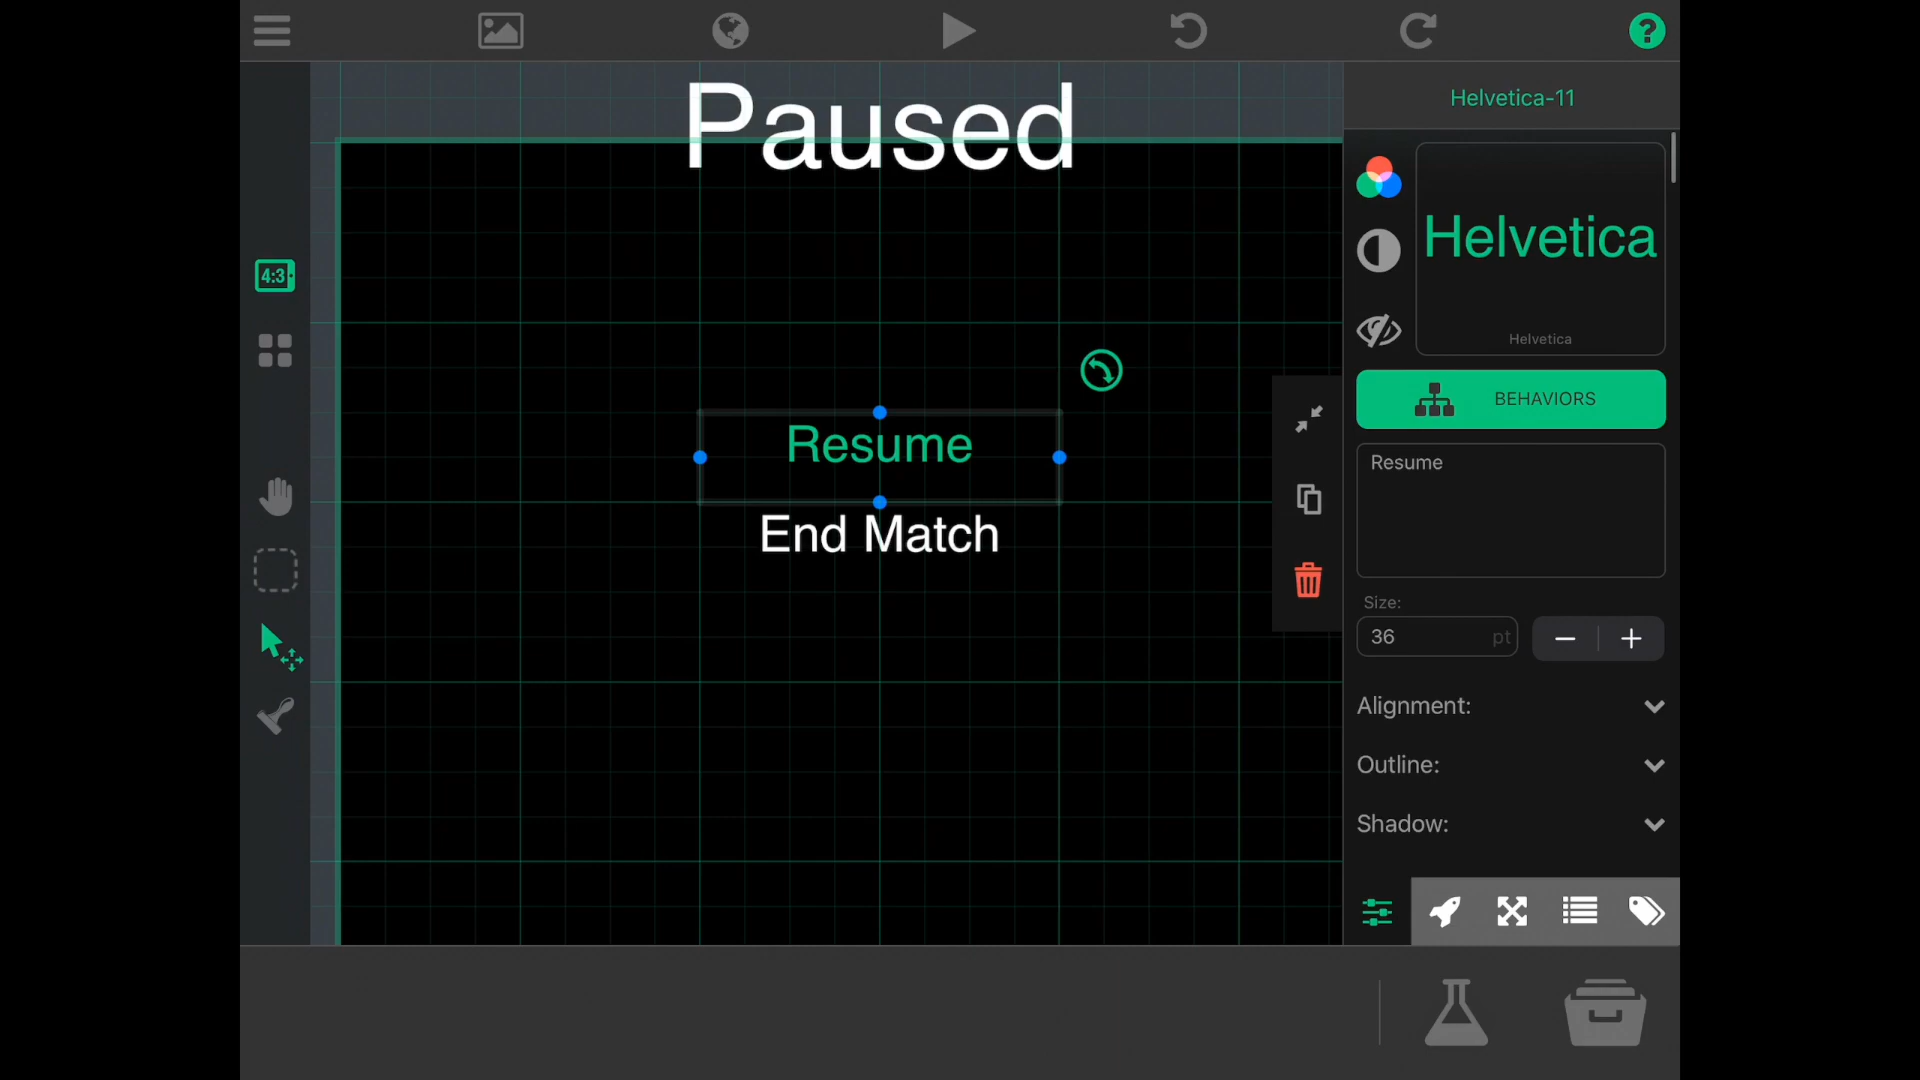 Paused
Helvetica-11
Helvetica
Helvetica
4:3
BEHAVIORS
Resume
Resume
End Match
Size:
36 pt
Alignment:
Outline:
Shadow: